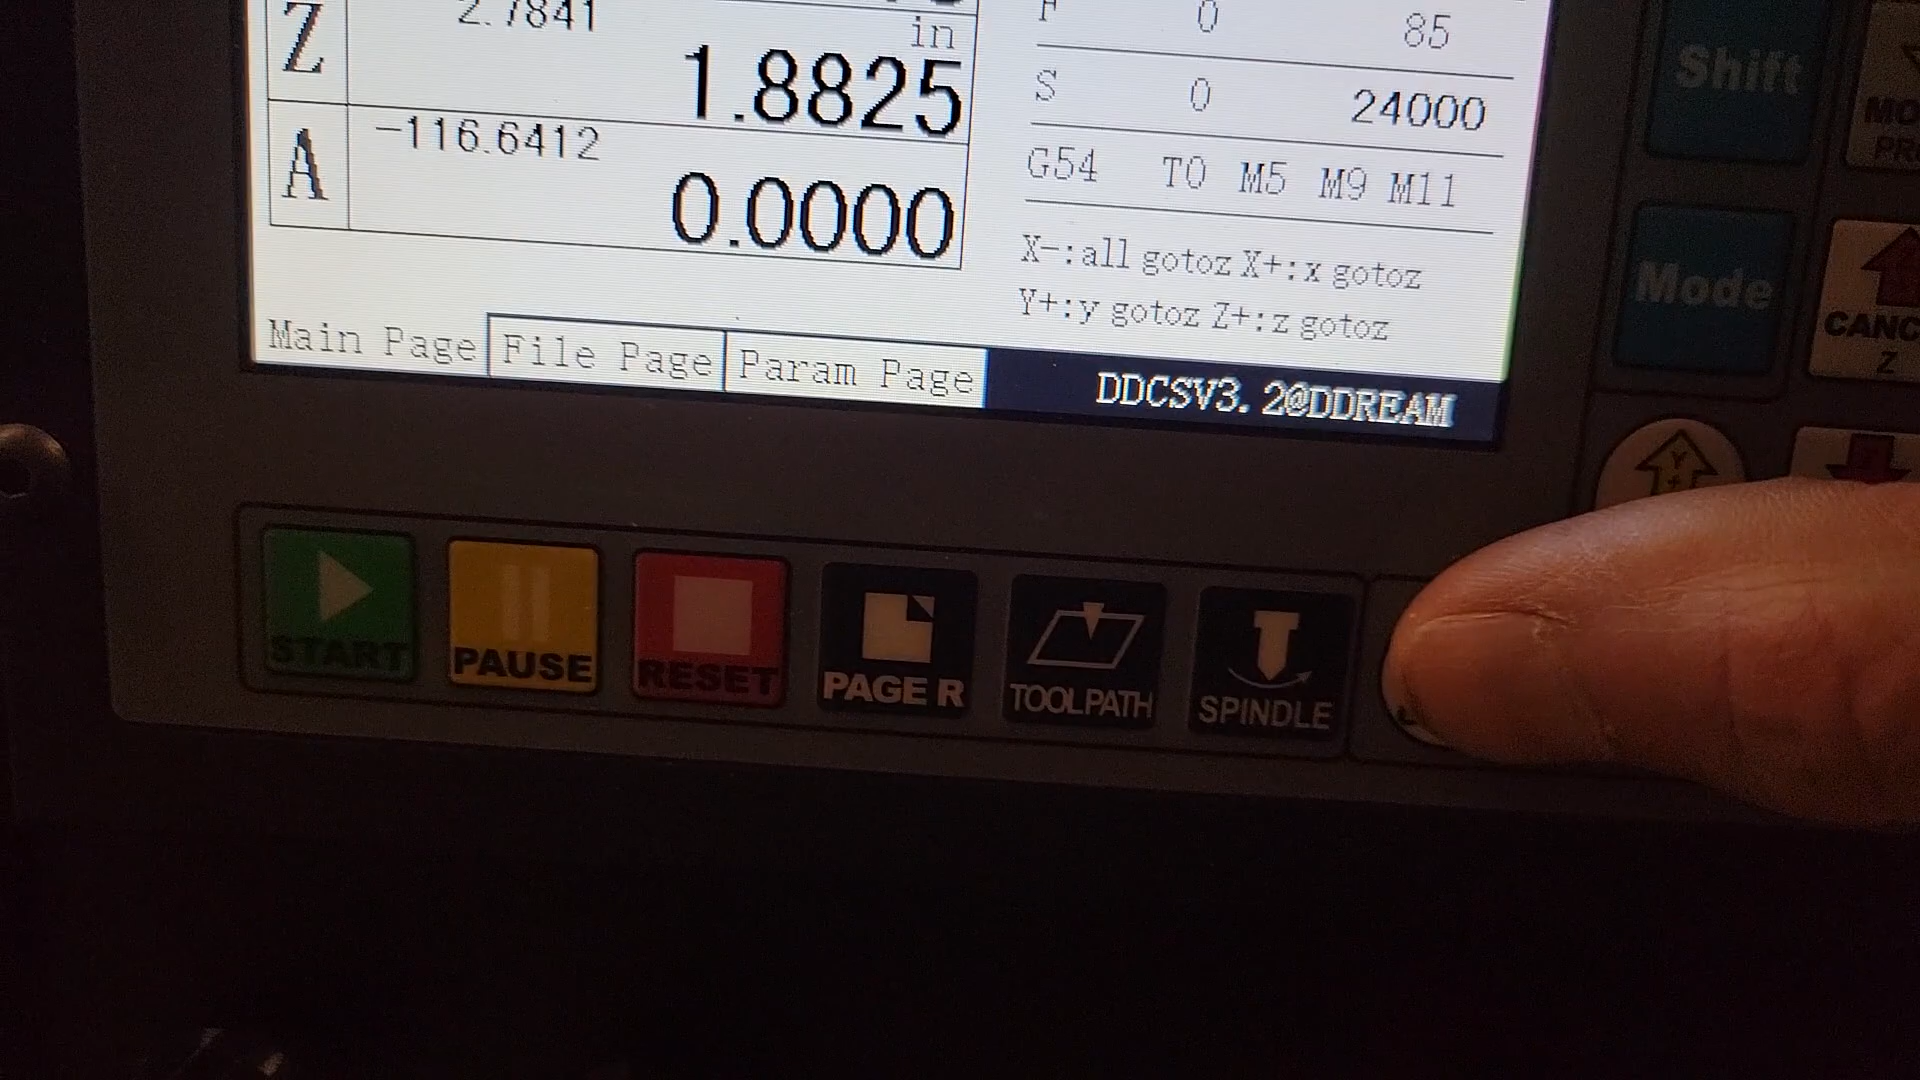 Z 2.7841 in
1.8825
A -116.6412
0.0000
F 0 85
S 0 24000
G54 T0 M5 M9 M11
X-:all gotoz X+:x gotoz
Y+:y gotoz Z+:z gotoz
Main Page File Page Param Page
DDCSV3.2@DDREAM
Shift
Mode
Z
Y
+
START PAUSE RESET PAGE R TOOLPATH SPINDLE